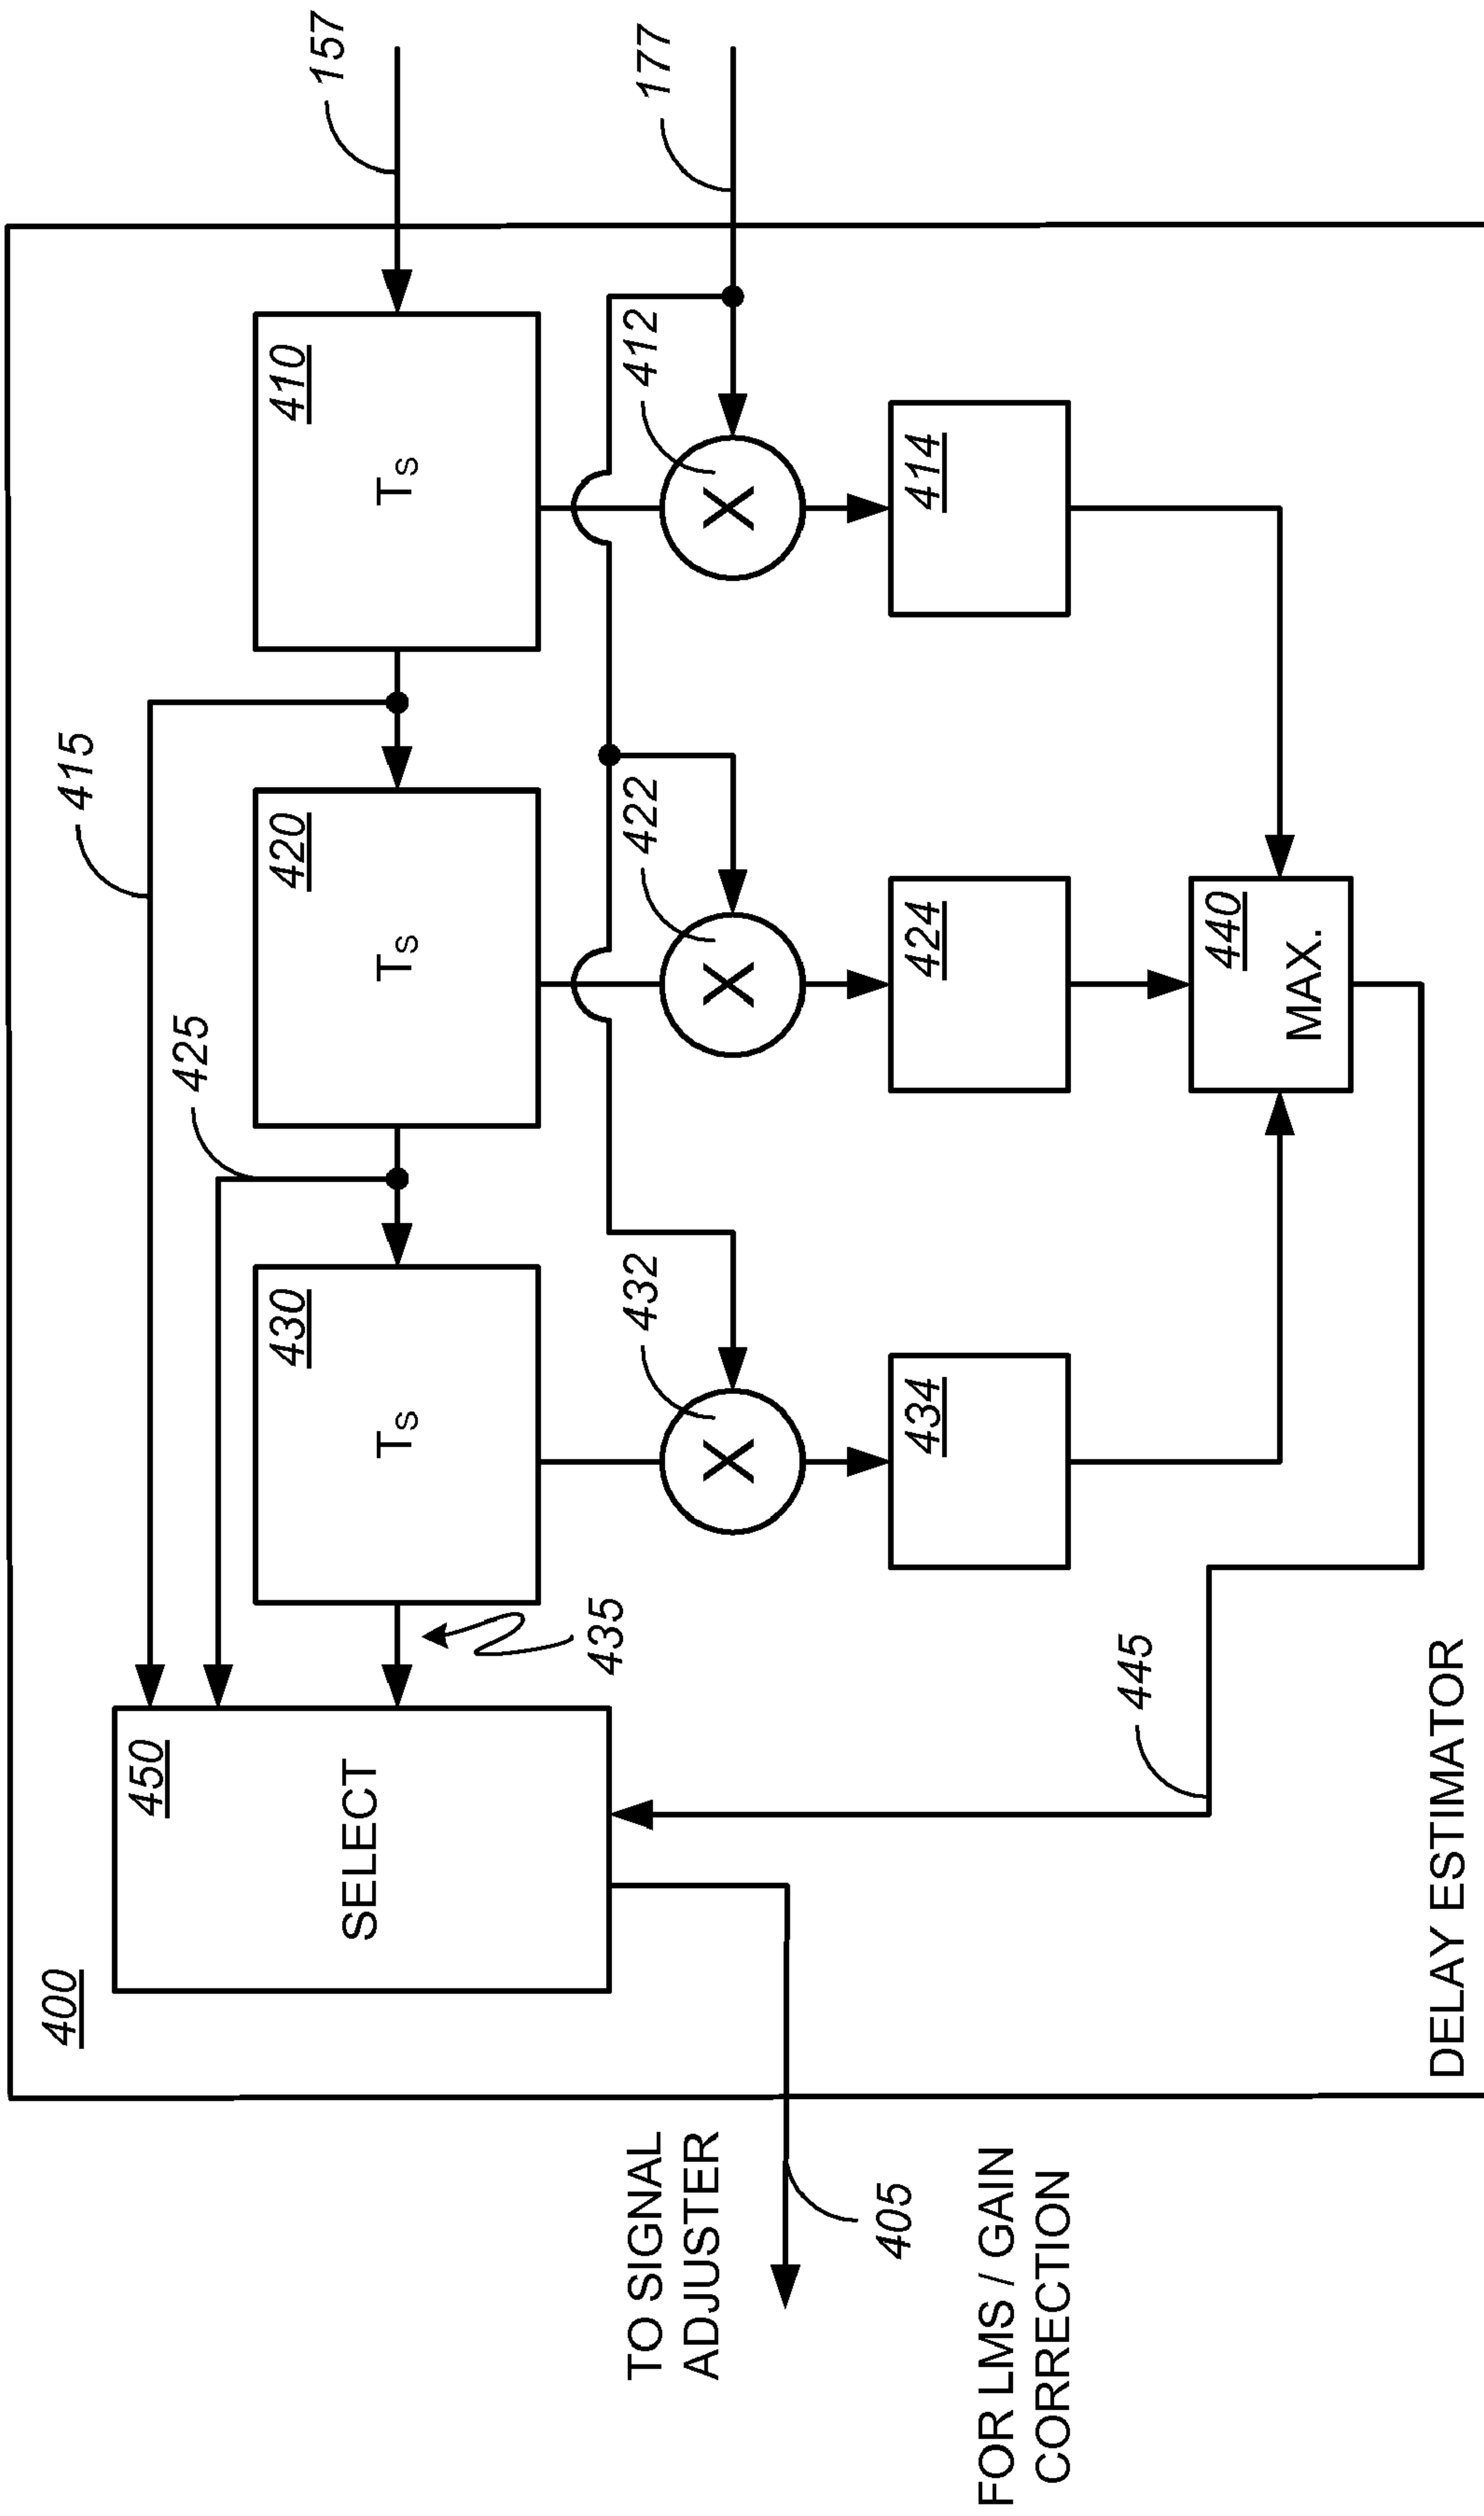 400
415
450
425
430
420
410
157
SELECT
TS
TS
TS
435
TO SIGNAL
ADJUSTER
432
422
412
177
X
X
X
405
434
424
414
FOR LMS / GAIN
CORRECTION
445
440
MAX.
DELAY ESTIMATOR